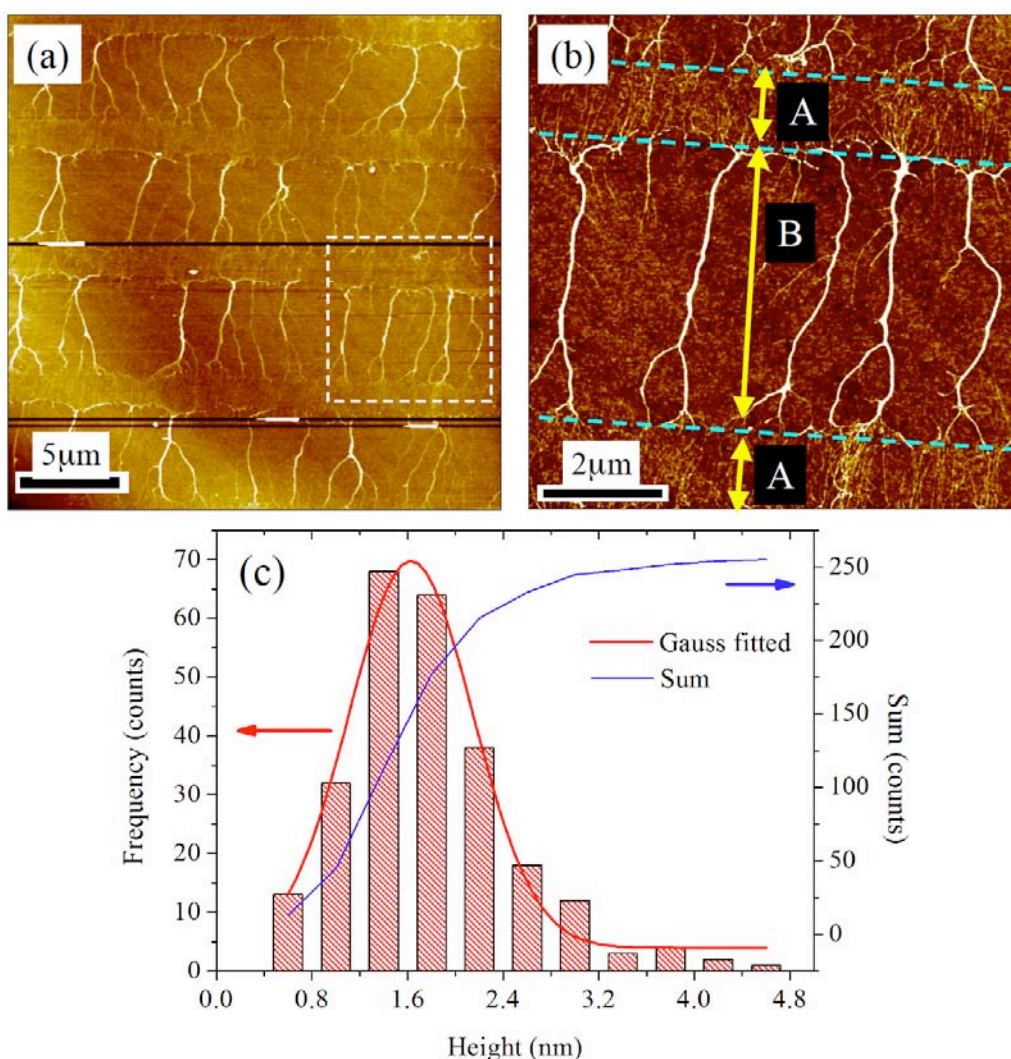 (a)
5μm
(b)
A
B
A
2μm
(c)
70
60
50
40
30
20
10
0
Frequency (counts)
250
200
150
100
50
0
Sum (counts)
Gauss fitted
Sum
0.0 0.8 1.6 2.4 3.2 4.0 4.8
Height (nm)